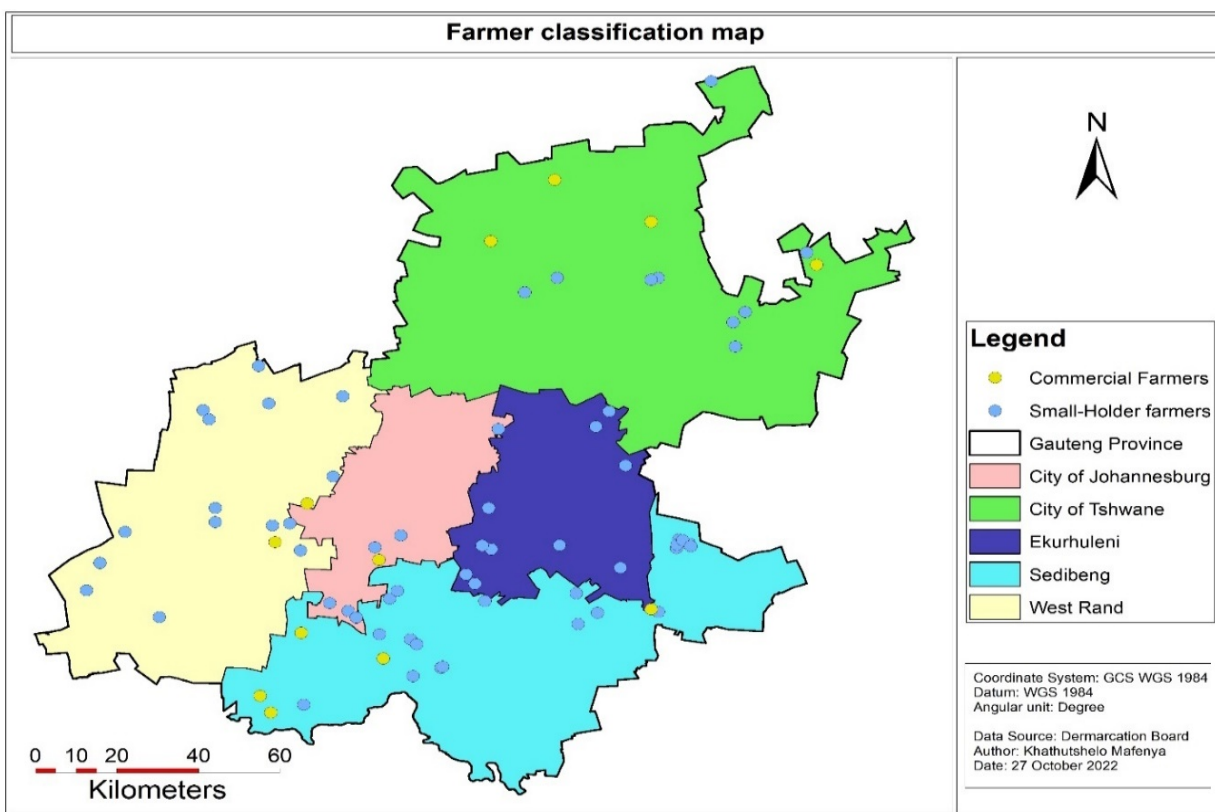 Farmer classification map
N
Legend
Commercial Farmers
Small-Holder farmers
Gauteng Province
City of Johannesburg
City of Tshwane
Ekurhuleni
Sedibeng
West Rand
Coordinate System: GCS WGS 1984
Datum: WGS 1984
Angular unit: Degree
Data Source: Dermarcation Board
Author: Khathutshelo Mafenya
Date: 27 October 2022
0 10 20 40 60
Kilometers